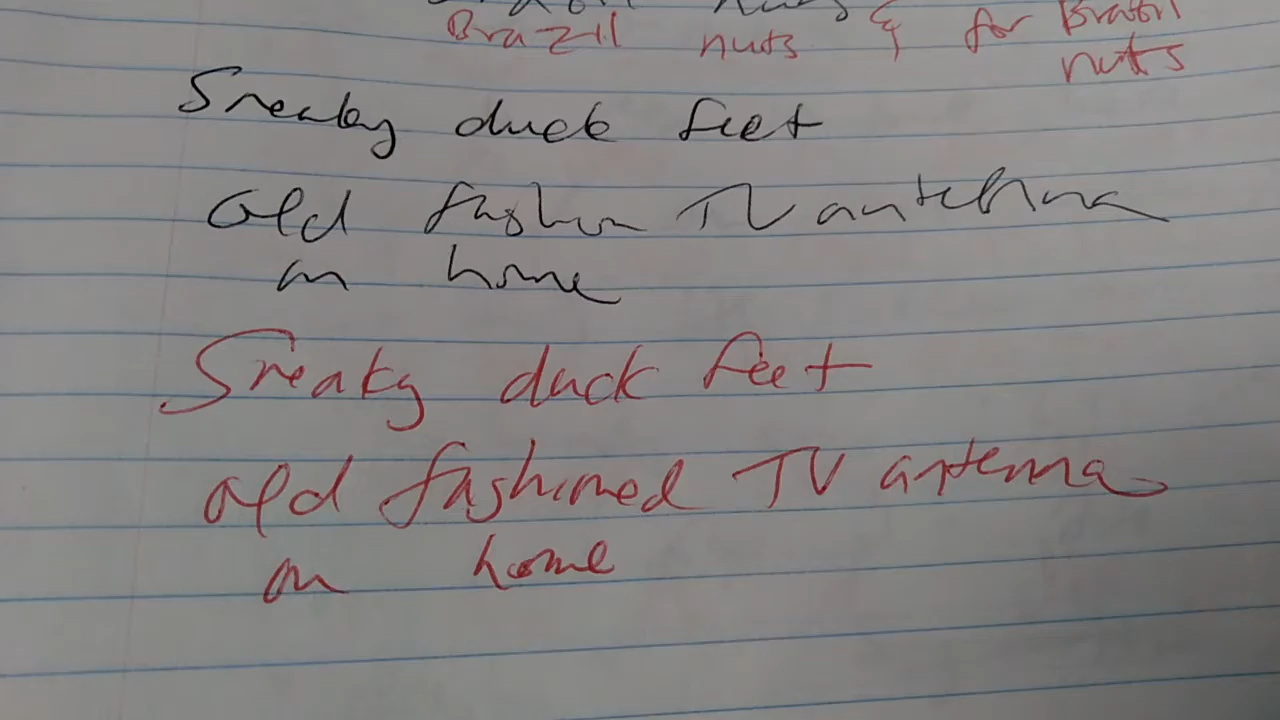 Brazil nuts & for Brazil
nuts
Sneaky duck feet
old fashion TV antenna
on home
Sneaky duck feet
old fashioned TV antenna
on home